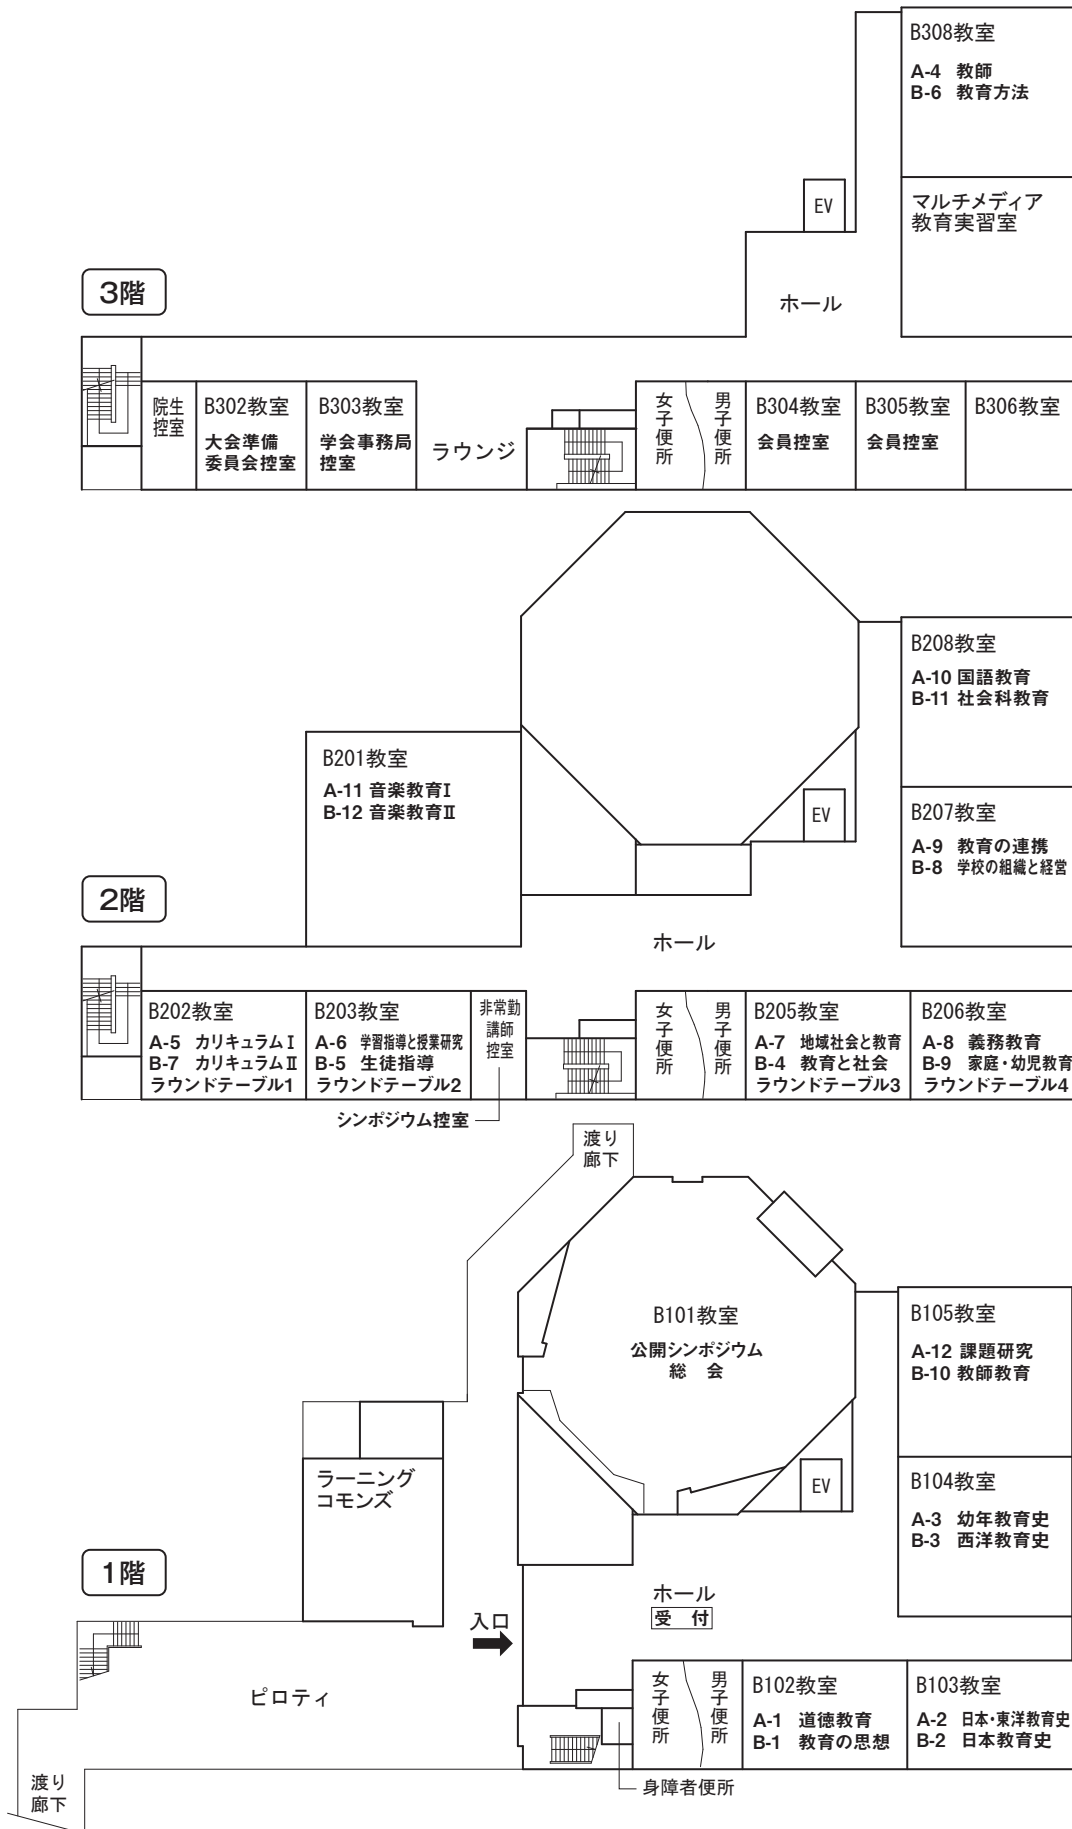 B308教室
A-4 教師
B-6 教育方法
EV
マルチメディア
教育実習室
3階
ホール
院生
控室
B302教室
大会準備
委員会控室
B303教室
学会事務局
控室
ラウンジ
女子便所
男子便所
B304教室
会員控室
B305教室
会員控室
B306教室
B208教室
A-10 国語教育
B-11 社会科教育
B201教室
A-11 音楽教育Ⅰ
B-12 音楽教育Ⅱ
EV
B207教室
A-9 教育の連携
B-8 学校の組織と経営
2階
ホール
B202教室
A-5 カリキュラムⅠ
B-7 カリキュラムⅡ
ラウンドテーブル1
B203教室
A-6 学習指導と授業研究
B-5 生徒指導
ラウンドテーブル2
非常勤
講師
控室
シンポジウム控室
女子便所
男子便所
B205教室
A-7 地域社会と教育
B-4 教育と社会
ラウンドテーブル3
B206教室
A-8 義務教育
B-9 家庭・幼児教育
ラウンドテーブル4
渡り
廊下
B101教室
公開シンポジウム
総 会
B105教室
A-12 課題研究
B-10 教師教育
ラーニング
コモンズ
EV
B104教室
A-3 幼年教育史
B-3 西洋教育史
1階
ホール
受 付
入口
ピロティ
女子便所
男子便所
B102教室
A-1 道徳教育
B-1 教育の思想
B103教室
A-2 日本・東洋教育史
B-2 日本教育史
身障者便所
渡り
廊下